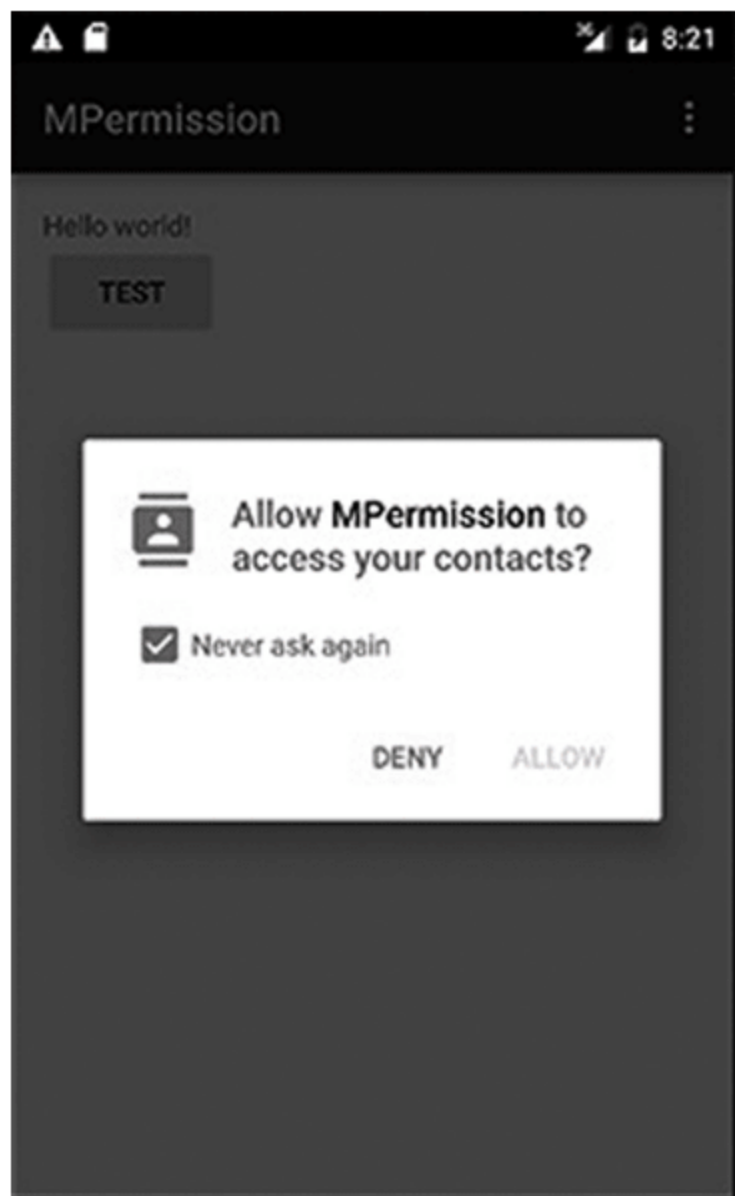 8:21
MPermission
Hello world!
TEST
Allow MPermission to
access your contacts?
Never ask again
DENY ALLOW